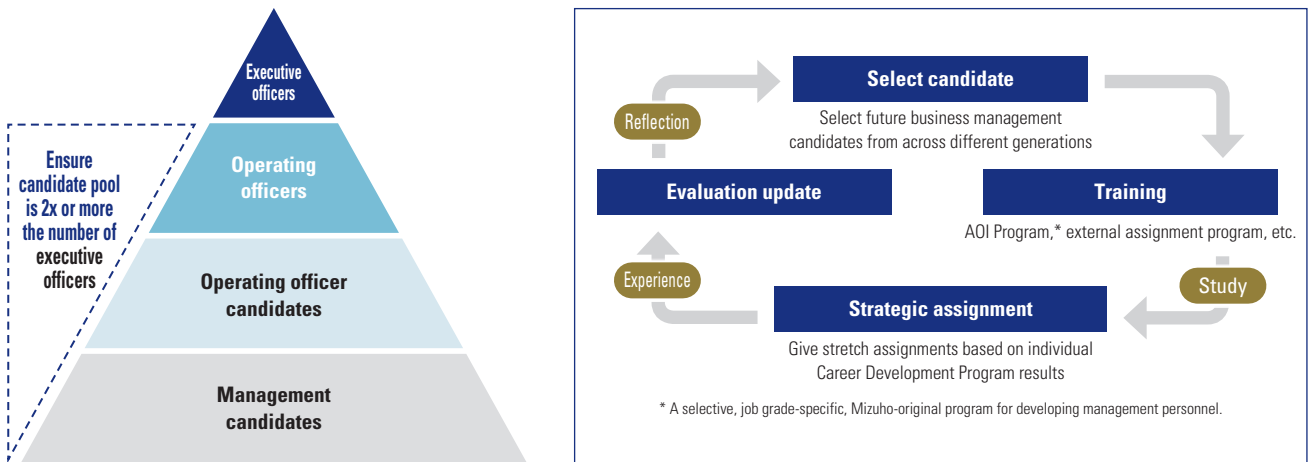 Executive
officers
Ensure
candidate pool
is 2x or more
the number of
executive
officers
Operating
officers
Operating officer
candidates
Management
candidates
Select candidate
Select future business management
candidates from across different generations
Reflection
Evaluation update
Training
AOI Program,* external assignment program, etc.
Experience
Study
Strategic assignment
Give stretch assignments based on individual
Career Development Program results
* A selective, job grade-specific, Mizuho-original program for developing management personnel.